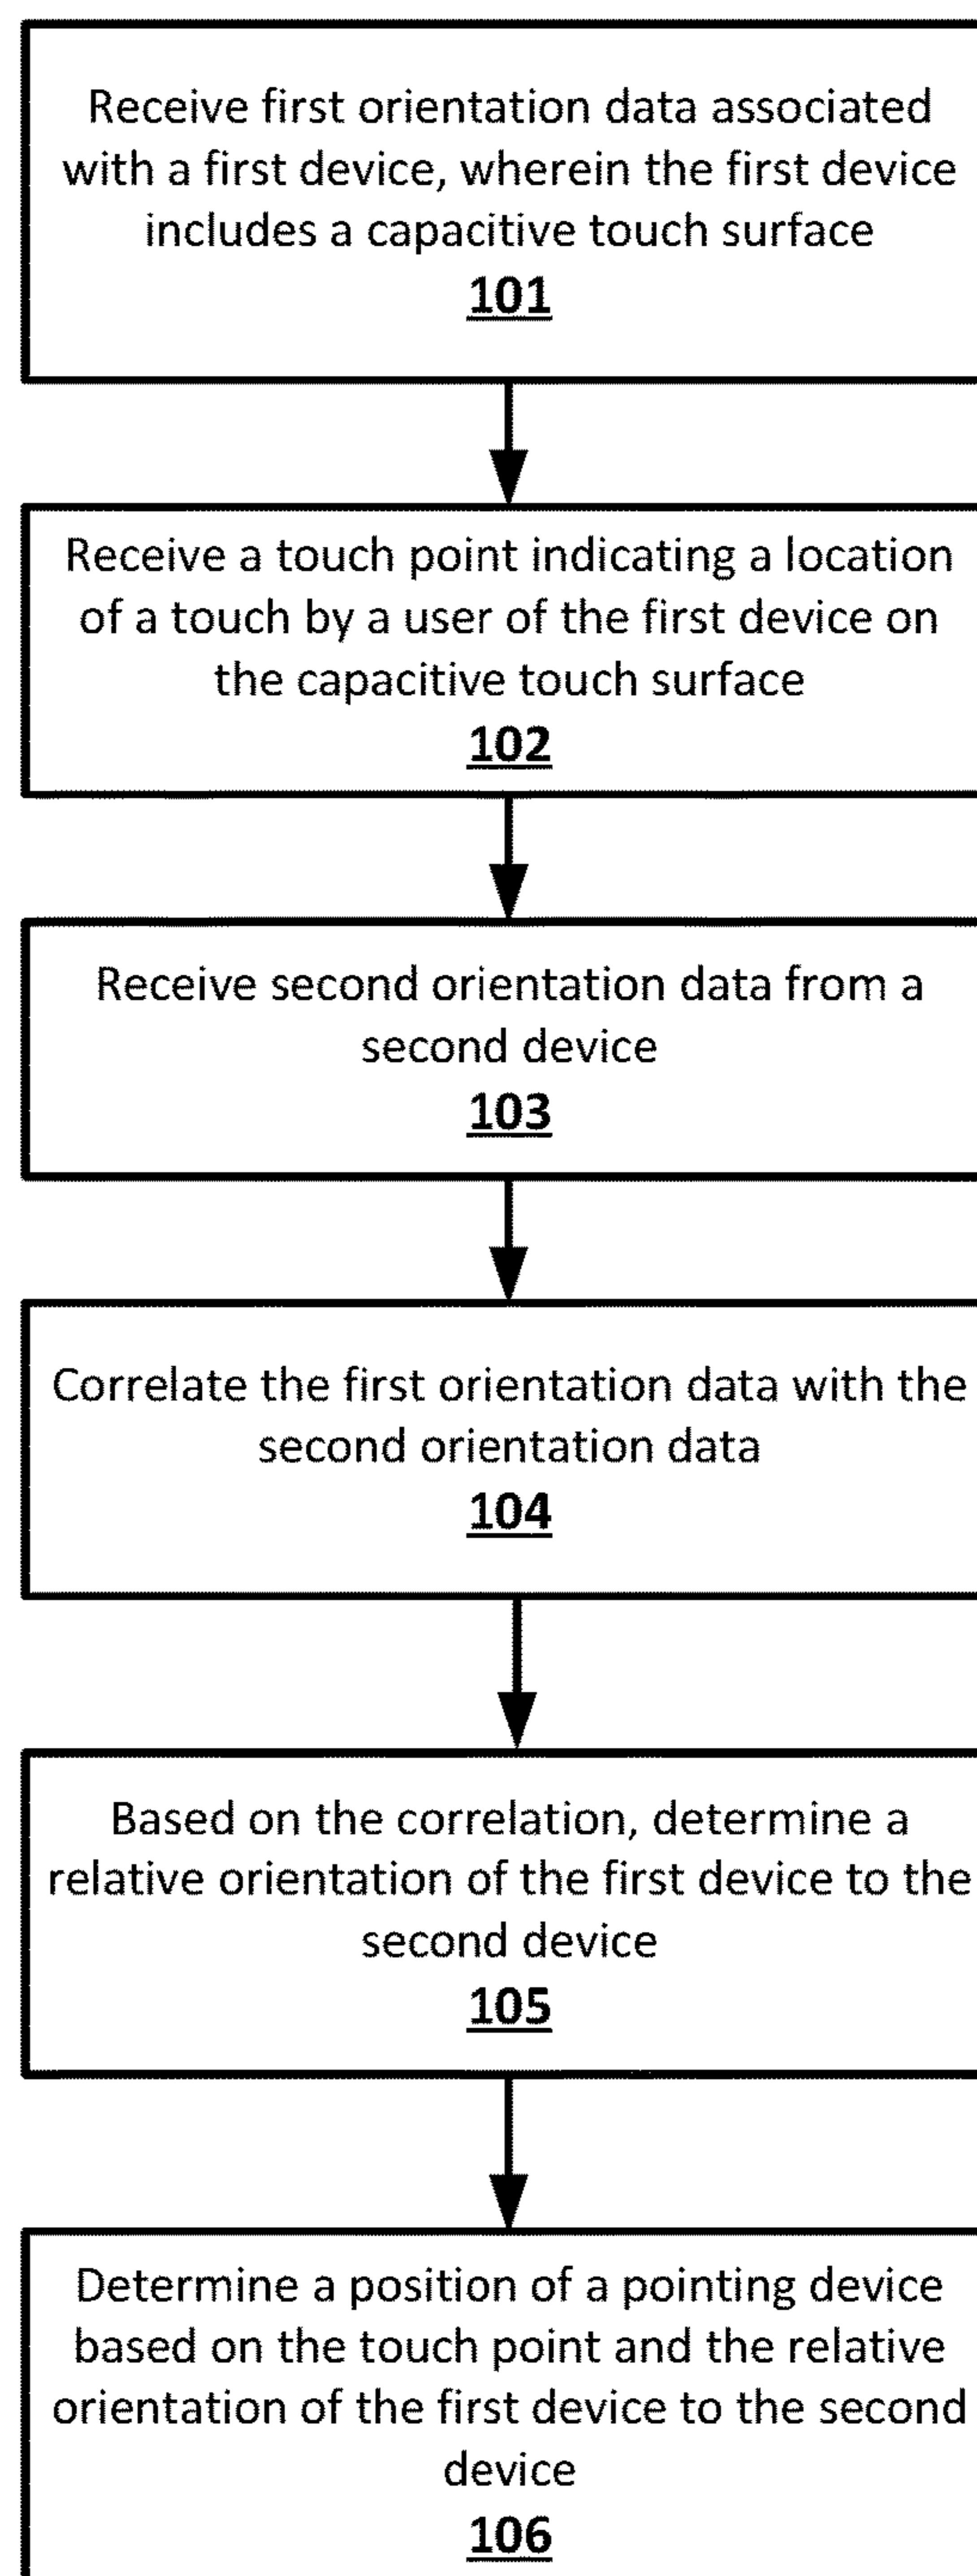 Receive first orientation data associated
with a first device, wherein the first device
includes a capacitive touch surface
101
Receive a touch point indicating a location
of a touch by a user of the first device on
the capacitive touch surface
102
Receive second orientation data from a
second device
103
Correlate the first orientation data with the
second orientation data
104
Based on the correlation, determine a
relative orientation of the first device to the
second device
105
Determine a position of a pointing device
based on the touch point and the relative
orientation of the first device to the second
device
106